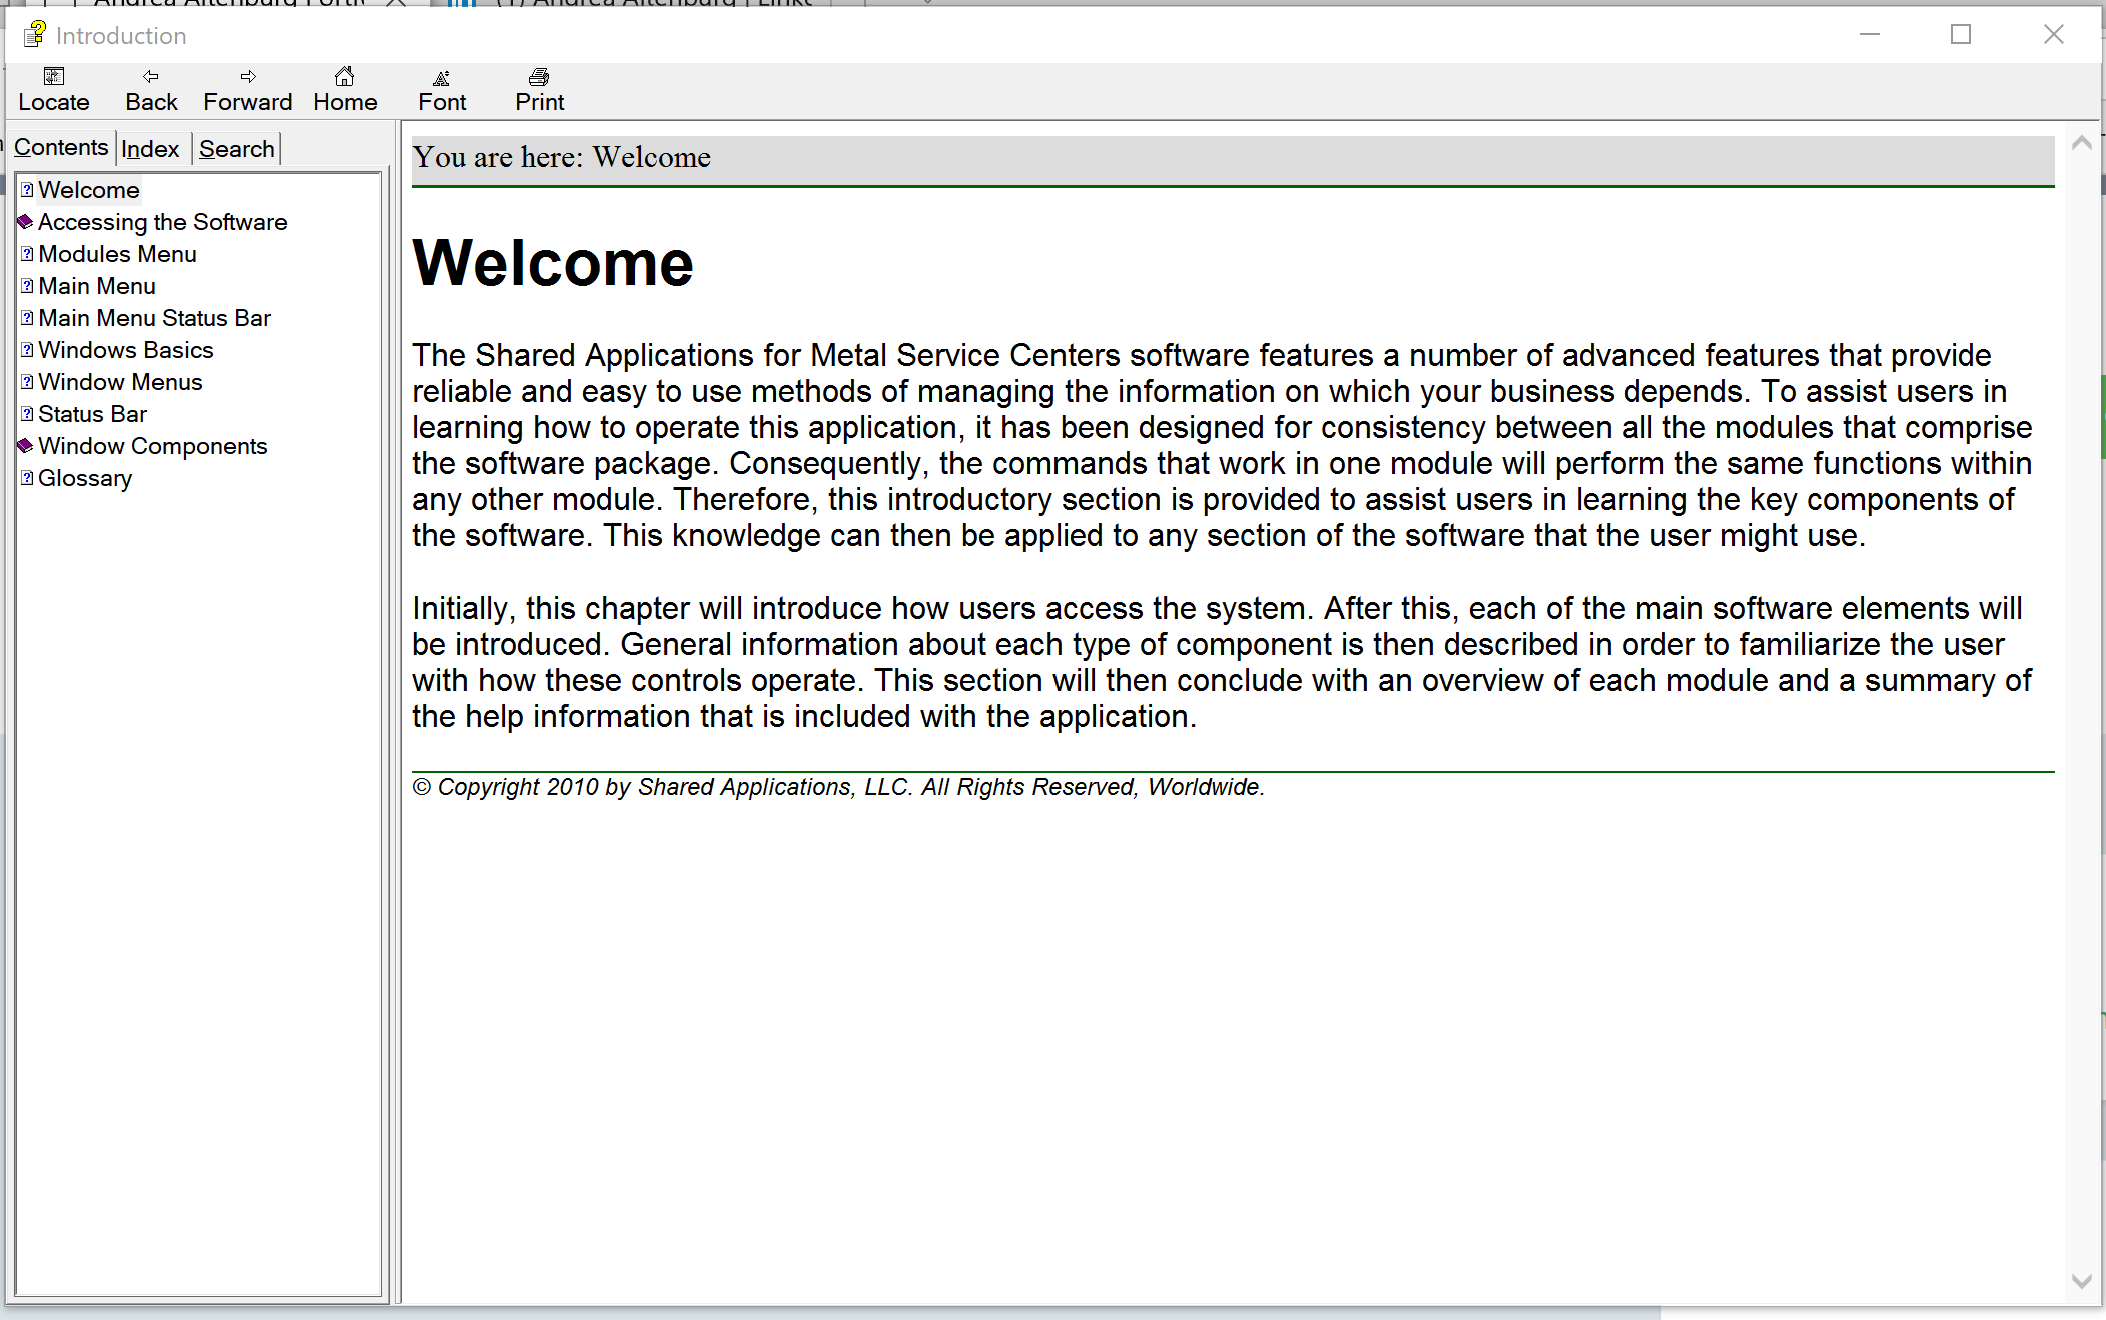 Introduction
Locate Back Forward Home Font Print
Contents Index Search
Welcome
Accessing the Software
Modules Menu
Main Menu
Main Menu Status Bar
Windows Basics
Window Menus
Status Bar
Window Components
Glossary
You are here: Welcome
Welcome
The Shared Applications for Metal Service Centers software features a number of advanced features that provide
reliable and easy to use methods of managing the information on which your business depends. To assist users in
learning how to operate this application, it has been designed for consistency between all the modules that comprise
the software package. Consequently, the commands that work in one module will perform the same functions within
any other module. Therefore, this introductory section is provided to assist users in learning the key components of
the software. This knowledge can then be applied to any section of the software that the user might use.
Initially, this chapter will introduce how users access the system. After this, each of the main software elements will
be introduced. General information about each type of component is then described in order to familiarize the user
with how these controls operate. This section will then conclude with an overview of each module and a summary of
the help information that is included with the application.
© Copyright 2010 by Shared Applications, LLC. All Rights Reserved, Worldwide.